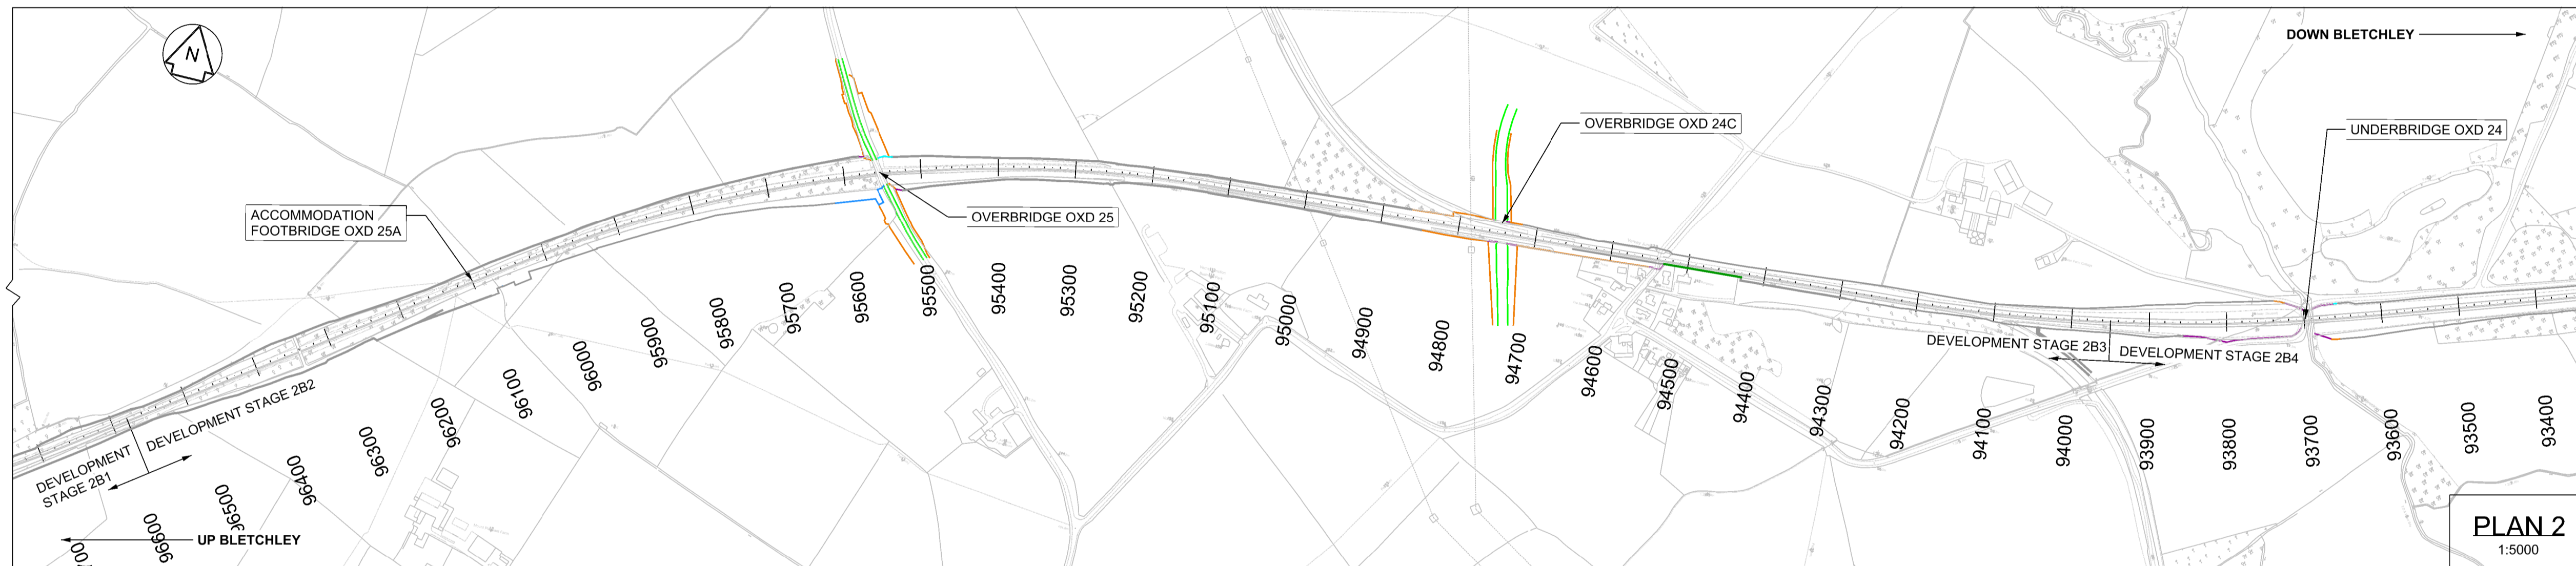 N
DOWN BLETCHLEY
OVERBRIDGE OXD 24C
UNDERBRIDGE OXD 24
ACCOMMODATION
FOOTBRIDGE OXD 25A
OVERBRIDGE OXD 25
DEVELOPMENT STAGE 2B3
DEVELOPMENT STAGE 2B4
DEVELOPMENT STAGE 2B2
DEVELOPMENT
STAGE 2B1
UP BLETCHLEY
96600
96500
96400
96300
96200
96100
96000
95900
95800
95700
95600
95500
95400
95300
95200
95100
95000
94900
94800
94700
94600
94500
94400
94300
94200
94100
94000
93900
93800
93700
93600
93500
93400
PLAN 2
1:5000